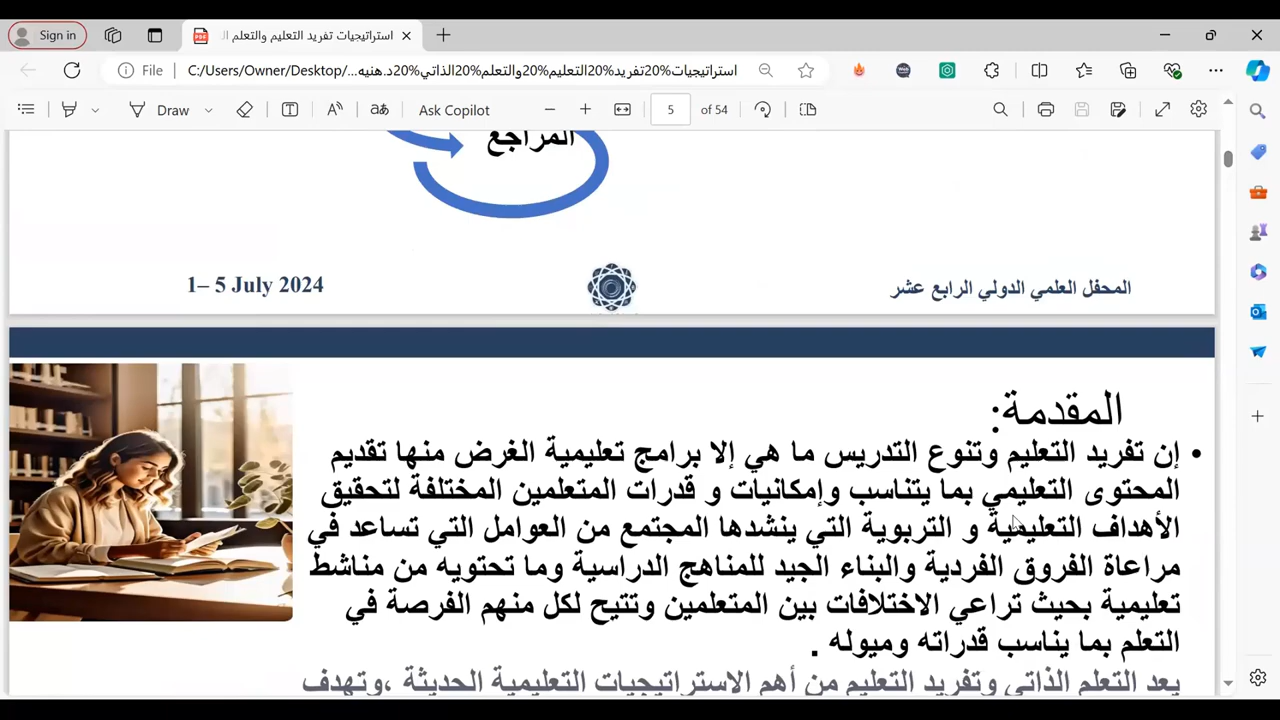 Sign in
استراتيجيات تفريد التعليم والتعلم ال
File
C:/Users/Owner/Desktop/استراتيجيات%20تفريد%20التعليم%20والتعلم%20الذاتي%20د.هنيه...
Draw
Ask Copilot
5 of 54
المراجع
1– 5 July 2024
المحفل العلمي الدولي الرابع عشر
المقدمة:
• إن تفريد التعليم وتنوع التدريس ما هي إلا برامج تعليمية الغرض منها تقديم
المحتوى التعليمي بما يتناسب وإمكانيات و قدرات المتعلمين المختلفة لتحقيق
الأهداف التعليمية و التربوية التي ينشدها المجتمع من العوامل التي تساعد في
مراعاة الفروق الفردية والبناء الجيد للمناهج الدراسية وما تحتويه من مناشط
تعليمية بحيث تراعي الاختلافات بين المتعلمين وتتيح لكل منهم الفرصة في
التعلم بما يناسب قدراته وميوله .
يعد التعلم الذاتي وتفريد التعليم من أهم الاستراتيجيات التعليمية الحديثة ،وتهدف